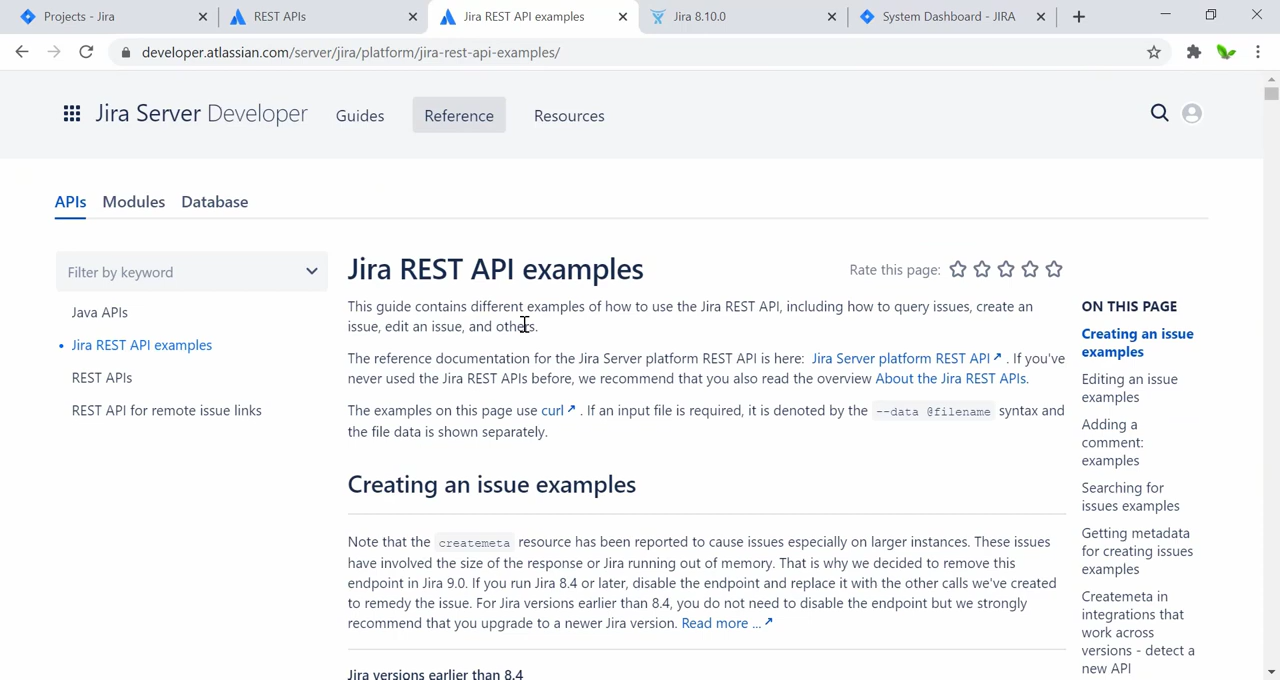 Projects - Jira
REST APIs
Jira REST API examples
Jira 8.10.0
System Dashboard - JIRA
developer.atlassian.com/server/jira/platform/jira-rest-api-examples/
Jira Server Developer
Guides
Reference
Resources
APIs
Modules
Database
Filter by keyword
Java APIs
Jira REST API examples
REST APIs
REST API for remote issue links
Jira REST API examples
Rate this page:
This guide contains different examples of how to use the Jira REST API, including how to query issues, create an
issue, edit an issue, and others.
The reference documentation for the Jira Server platform REST API is here: Jira Server platform REST API . If you've
never used the Jira REST APIs before, we recommend that you also read the overview About the Jira REST APIs.
The examples on this page use curl . If an input file is required, it is denoted by the --data @filename syntax and
the file data is shown separately.
Creating an issue examples
Note that the createmeta resource has been reported to cause issues especially on larger instances. These issues
have involved the size of the response or Jira running out of memory. That is why we decided to remove this
endpoint in Jira 9.0. If you run Jira 8.4 or later, disable the endpoint and replace it with the other calls we've created
to remedy the issue. For Jira versions earlier than 8.4, you do not need to disable the endpoint but we strongly
recommend that you upgrade to a newer Jira version. Read more ...
Jira versions earlier than 8.4
ON THIS PAGE
Creating an issue
examples
Editing an issue
examples
Adding a
comment:
examples
Searching for
issues examples
Getting metadata
for creating issues
examples
Createmeta in
integrations that
work across
versions - detect a
new API